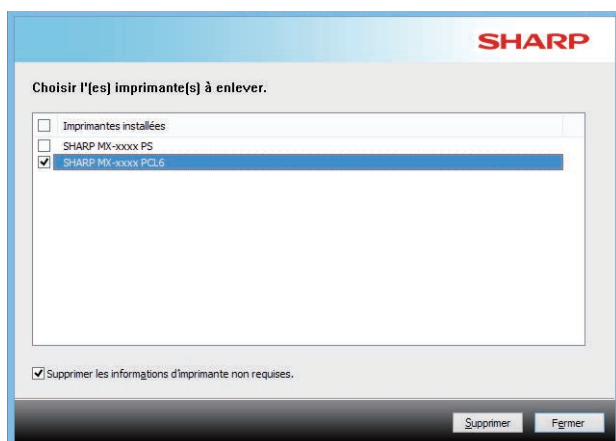 SHARP
Choisir l'(es) imprimante(s) à enlever.
Imprimantes installées
SHARP MX-xxxx PS
SHARP MX-xxxx PCL6
Supprimer les informations d'imprimante non requises.
Supprimer Fermer